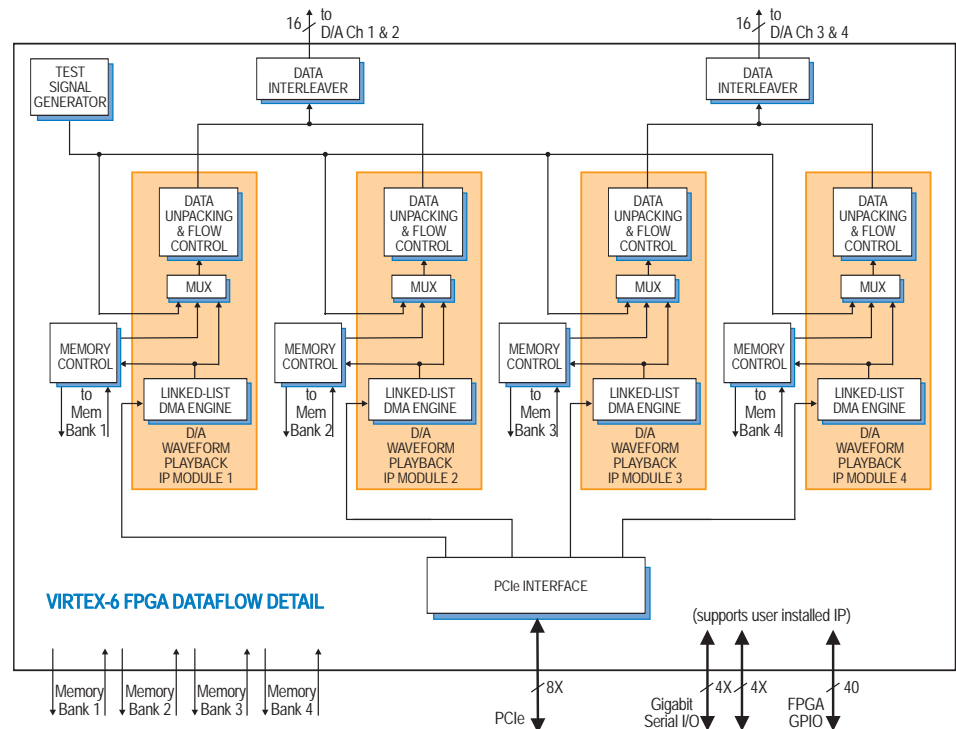 16
to
D/A Ch 1 & 2
16
to
D/A Ch 3 & 4
TEST
SIGNAL
GENERATOR
DATA
INTERLEAVER
DATA
INTERLEAVER
DATA
UNPACKING
& FLOW
CONTROL
MUX
MEMORY
CONTROL
to
Mem
Bank 1
LINKED-LIST
DMA ENGINE
D/A
WAVEFORM
PLAYBACK
IP MODULE 1
DATA
UNPACKING
& FLOW
CONTROL
MUX
MEMORY
CONTROL
to
Mem
Bank 2
LINKED-LIST
DMA ENGINE
D/A
WAVEFORM
PLAYBACK
IP MODULE 2
DATA
UNPACKING
& FLOW
CONTROL
MUX
MEMORY
CONTROL
to
Mem
Bank 3
LINKED-LIST
DMA ENGINE
D/A
WAVEFORM
PLAYBACK
IP MODULE 3
DATA
UNPACKING
& FLOW
CONTROL
MUX
MEMORY
CONTROL
to
Mem
Bank 4
LINKED-LIST
DMA ENGINE
D/A
WAVEFORM
PLAYBACK
IP MODULE 4
PCIe INTERFACE
VIRTEX-6 FPGA DATAFLOW DETAIL
(supports user installed IP)
Memory
Bank 1
Memory
Bank 2
Memory
Bank 3
Memory
Bank 4
8X
PCIe
4X
4X
Gigabit
Serial I/O
40
FPGA
GPIO